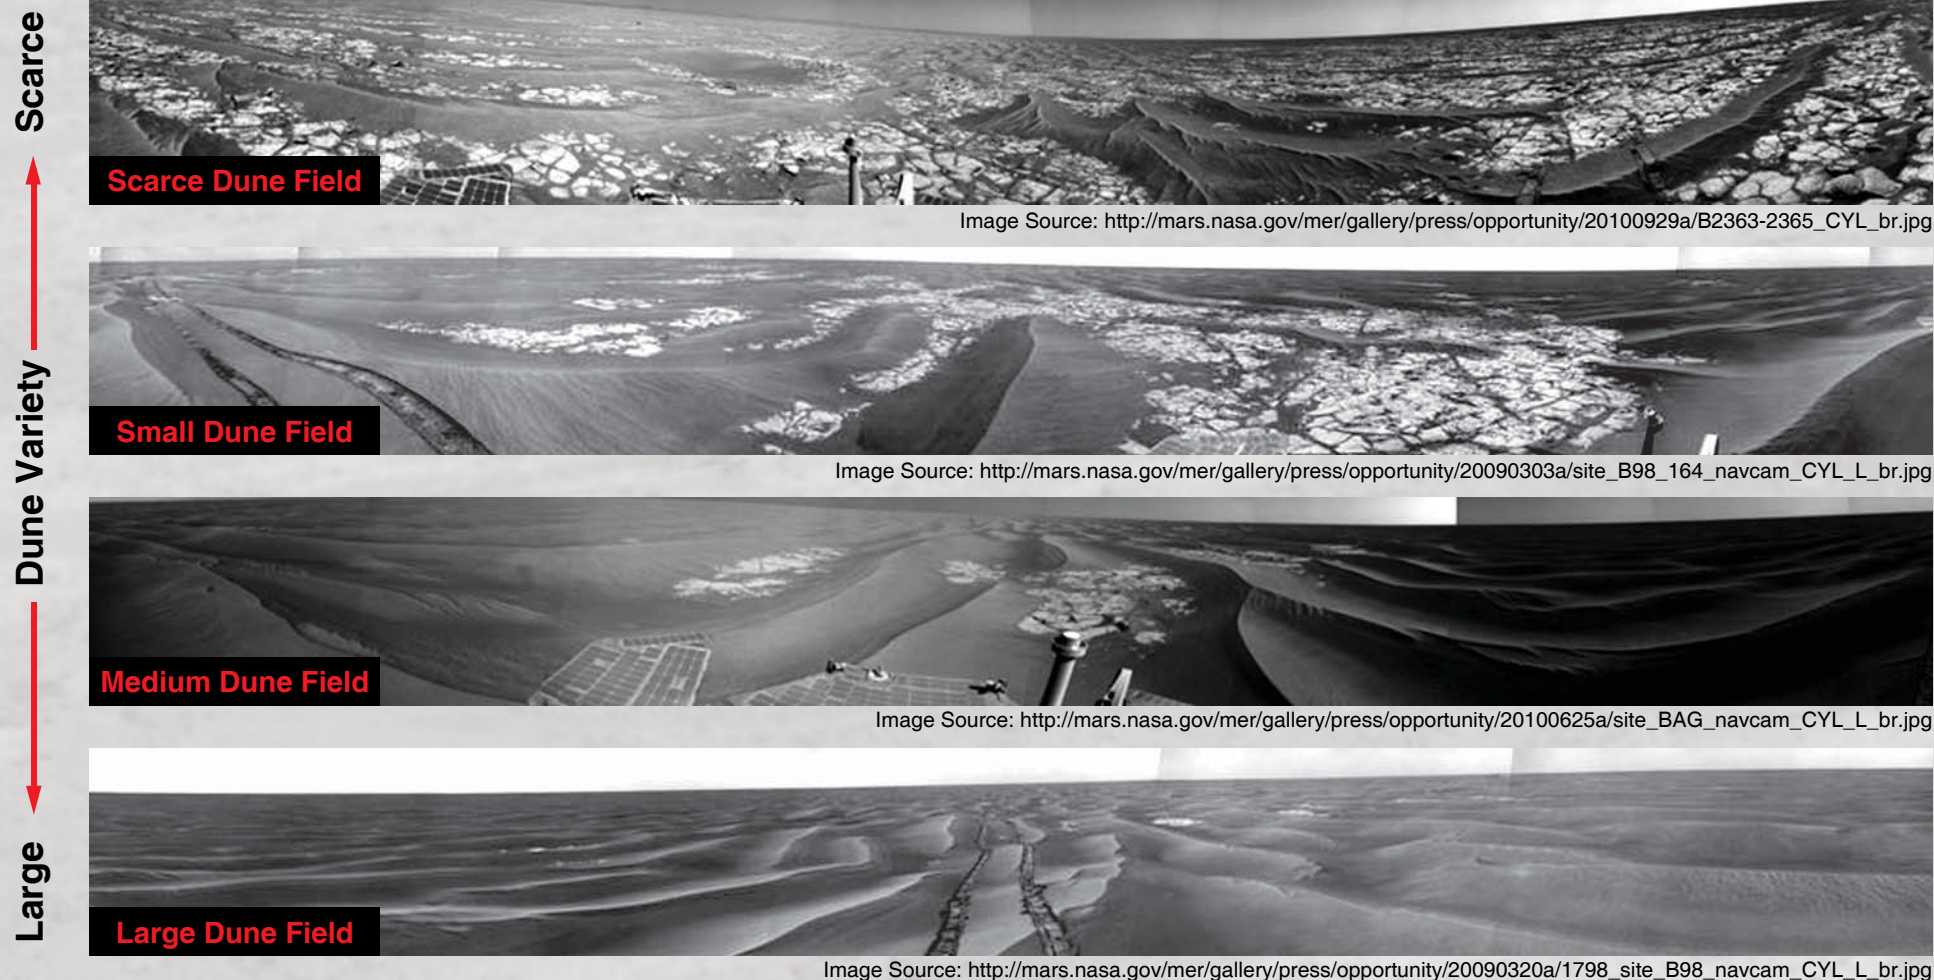 Scarce
Dune Variety
Large
Scarce Dune Field
Image Source: http://mars.nasa.gov/mer/gallery/press/opportunity/20100929a/B2363-2365_CYL_br.jpg
Small Dune Field
Image Source: http://mars.nasa.gov/mer/gallery/press/opportunity/20090303a/site_B98_164_navcam_CYL_L_br.jpg
Medium Dune Field
Image Source: http://mars.nasa.gov/mer/gallery/press/opportunity/20100625a/site_BAG_navcam_CYL_L_br.jpg
Large Dune Field
Image Source: http://mars.nasa.gov/mer/gallery/press/opportunity/20090320a/1798_site_B98_navcam_CYL_L_br.jpg